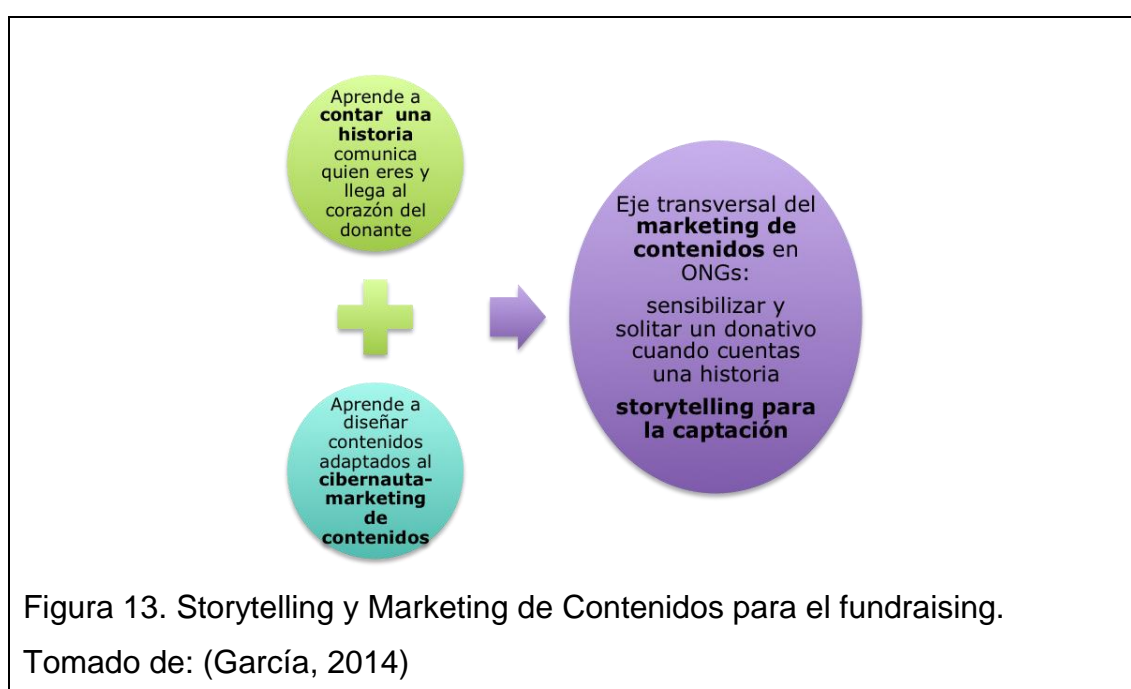 Aprende a
contar una
historia
comunica
quien eres y
llega al
corazón del
donante
Aprende a
diseñar
contenidos
adaptados al
cibernauta-
marketing
de
contenidos
Eje transversal del
marketing de
contenidos en
ONGs:
sensibilizar y
solitar un donativo
cuando cuentas
una historia
storytelling para
la captación
Figura 13. Storytelling y Marketing de Contenidos para el fundraising.
Tomado de: (García, 2014)